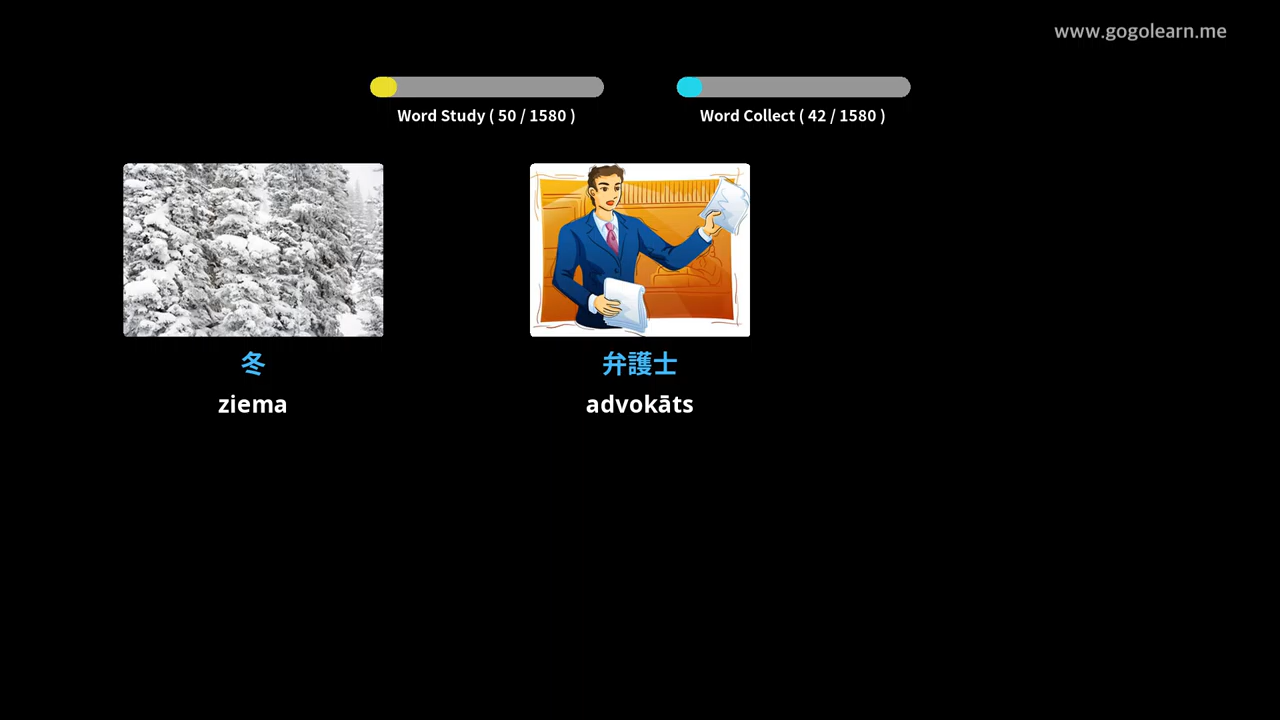 www.gogolearn.me
Word Study ( 50 / 1580 )
Word Collect ( 42 / 1580 )
冬
ziema
弁護士
advokāts